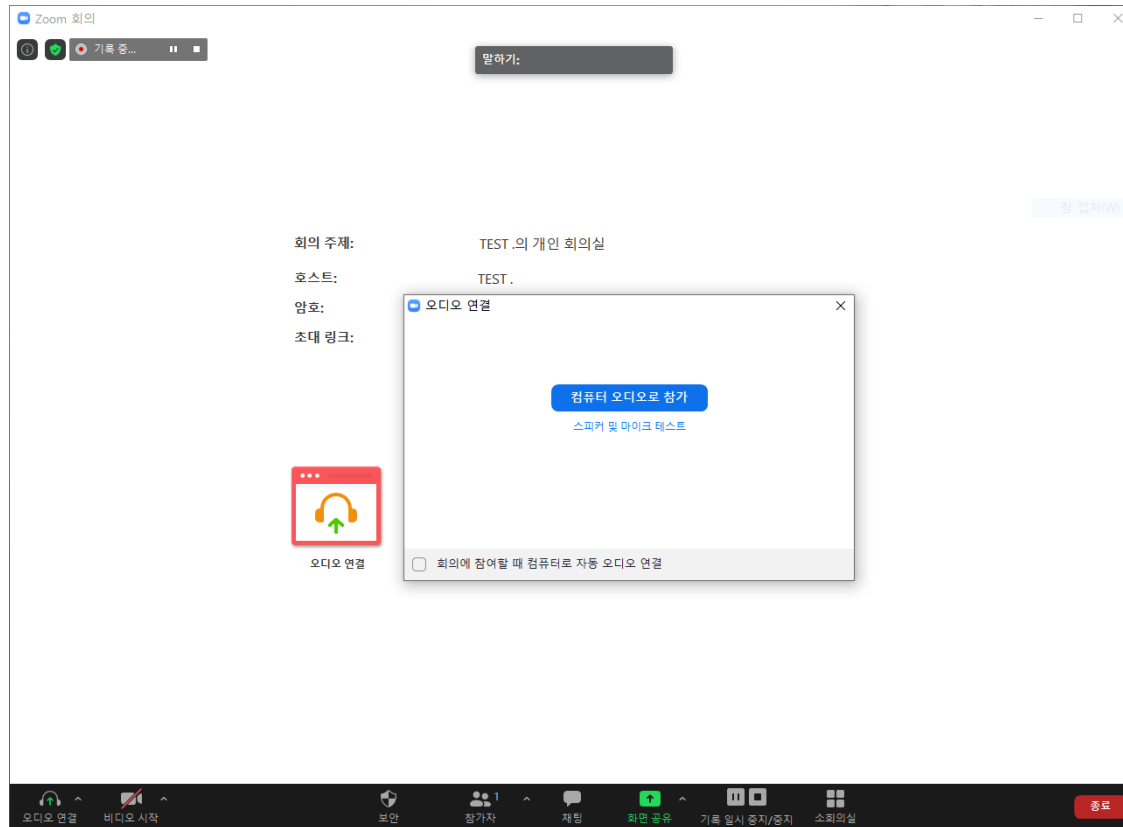 Zoom 회의
기록 중...
말하기:
창 캡처(W)
회의 주제: TEST .의 개인 회의실
호스트: TEST .
암호:
초대 링크:
오디오 연결
컴퓨터 오디오로 참가
스피커 및 마이크 테스트
회의에 참여할 때 컴퓨터로 자동 오디오 연결
오디오 연결
오디오 연결
비디오 시작
보안
참가자 1
채팅
화면 공유
기록 일시 중지/중지
소회의실
종료